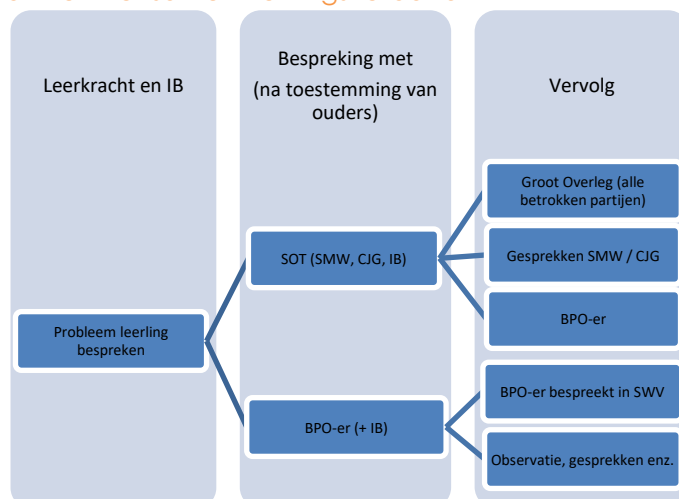 Leerkracht en IB
Bespreking met
(na toestemming van
ouders)
Vervolg
Probleem leerling
bespreken
SOT (SMW, CJG, IB)
BPO-er (+ IB)
Groot Overleg (alle
betrokken partijen)
Gesprekken SMW / CJG
BPO-er
BPO-er bespreekt in SWV
Observatie, gesprekken enz.